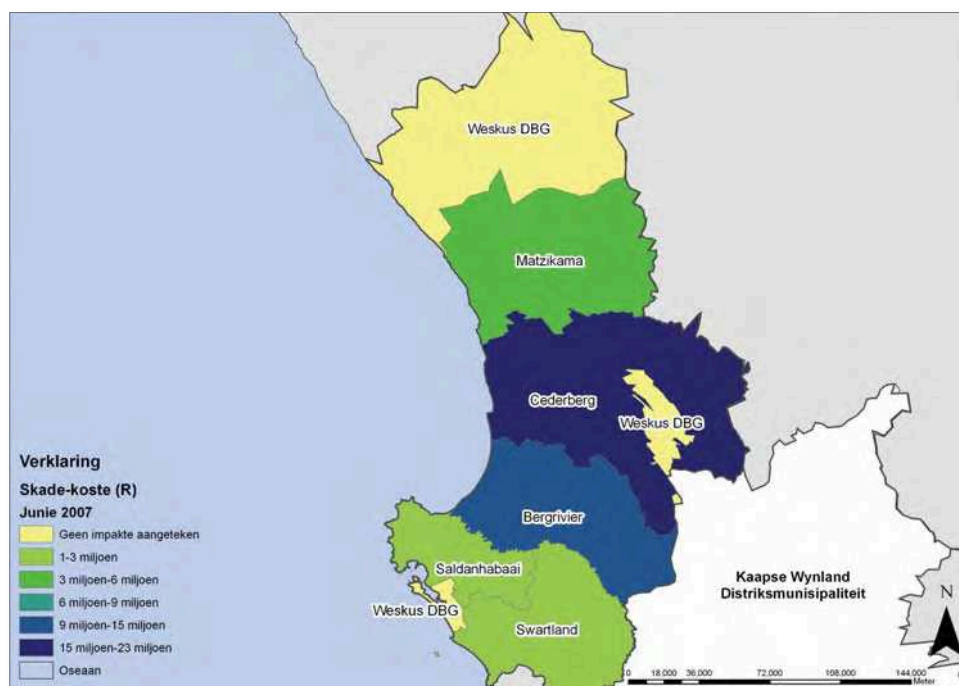 Weskus DBG
Matzikama
Cederberg
Weskus DBG
Bergrivier
Saldanhabaai
Weskus DBG
Swartland
Kaapse Wynland
Distriksmunisipaliteit
Verklaring
Skade-koste (R)
Junie 2007
Geen impakte aangeteken
1-3 miljoen
3 miljoen-6 miljoen
6 miljoen-9 miljoen
9 miljoen-15 miljoen
15 miljoen-23 miljoen
Oseaan
N
0 18,000 36,000 72,000 108,000 144,000
Meter